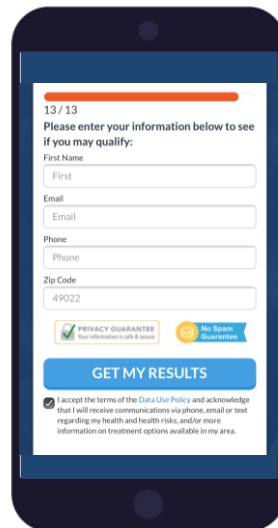 13 / 13
Please enter your information below to see
if you may qualify:
First Name
First
Email
Email
Phone
Phone
Zip Code
49022
PRIVACY GUARANTEE
Your information is safe & secure
No Spam
Guarantee
GET MY RESULTS
I accept the terms of the Data Use Policy and acknowledge
that I will receive communications via phone, email or text
regarding my health and health risks, and/or more
information on treatment options available in my area.